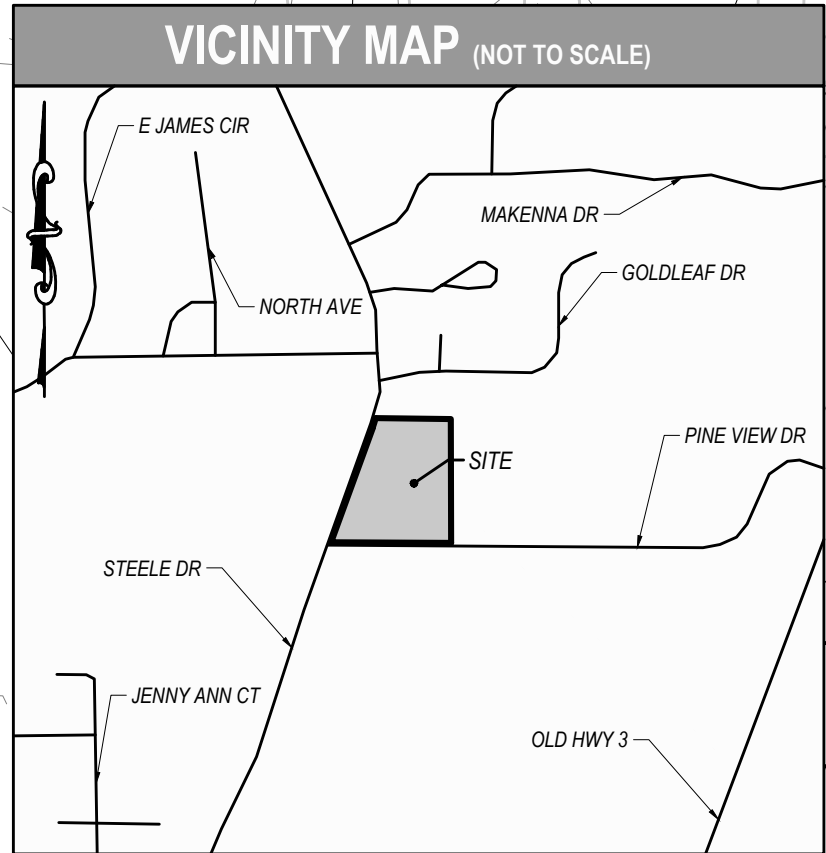 VICINITY MAP (NOT TO SCALE)
E JAMES CIR
MAKENNA DR
GOLDLEAF DR
NORTH AVE
PINE VIEW DR
SITE
STEELE DR
JENNY ANN CT
OLD HWY 3